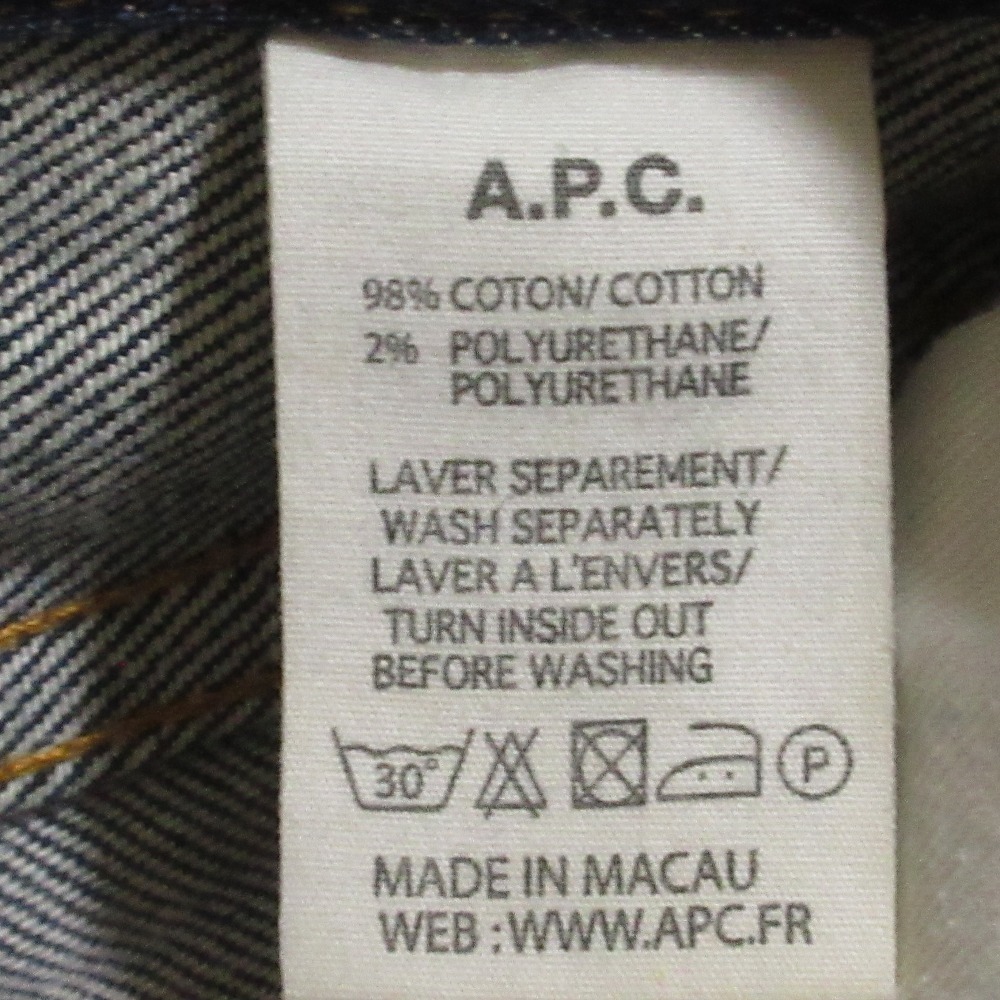 A.P.C.
98% COTON/ COTTON
2% POLYURETHANE/
POLYURETHANE
LAVER SEPAREMENT/
WASH SEPARATELY
LAVER A L'ENVERS/
TURN INSIDE OUT
BEFORE WASHING
30° P
MADE IN MACAU
WEB :WWW.APC.FR